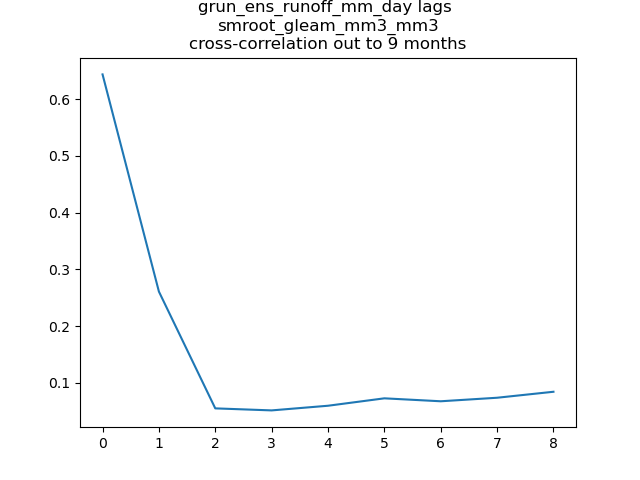 grun_ens_runoff_mm_day lags
smroot_gleam_mm3_mm3
cross-correlation out to 9 months
0.6
0.5
0.4
0.3
0.2
0.1
0 1 2 3 4 5 6 7 8